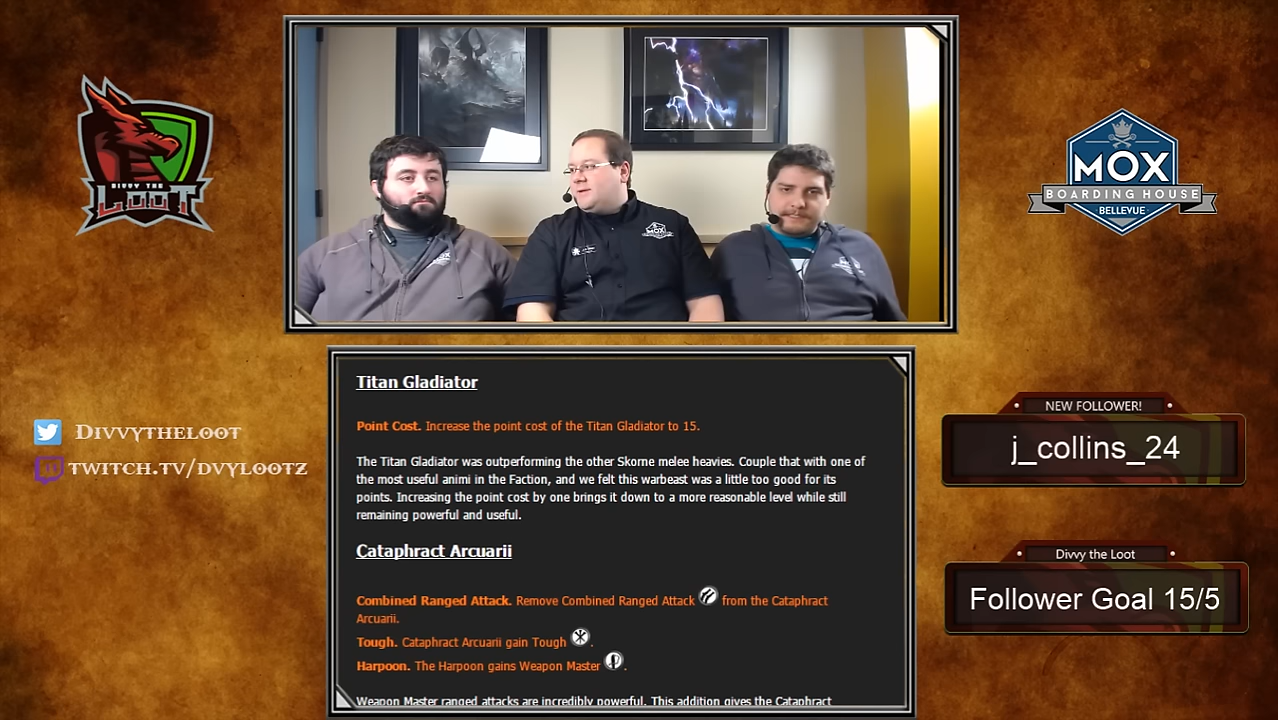 DIVVY THE
LOOT
MOX
BOARDING HOUSE
BELLEVUE
MOX
MOX
Titan Gladiator
Point Cost. Increase the point cost of the Titan Gladiator to 15.
The Titan Gladiator was outperforming the other Skorne melee heavies. Couple that with one of
the most useful animi in the Faction, and we felt this warbeast was a little too good for its
points. Increasing the point cost by one brings it down to a more reasonable level while still
remaining powerful and useful.
Cataphract Arcuarii
Combined Ranged Attack. Remove Combined Ranged Attack from the Cataphract
Arcuarii.
Tough. Cataphract Arcuarii gain Tough .
Harpoon. The Harpoon gains Weapon Master .
Weapon Master ranged attacks are incredibly powerful. This addition gives the Cataphract
Divvytheloot
twitch.tv/dvylootz
NEW FOLLOWER!
j_collins_24
Divvy the Loot
Follower Goal 15/5